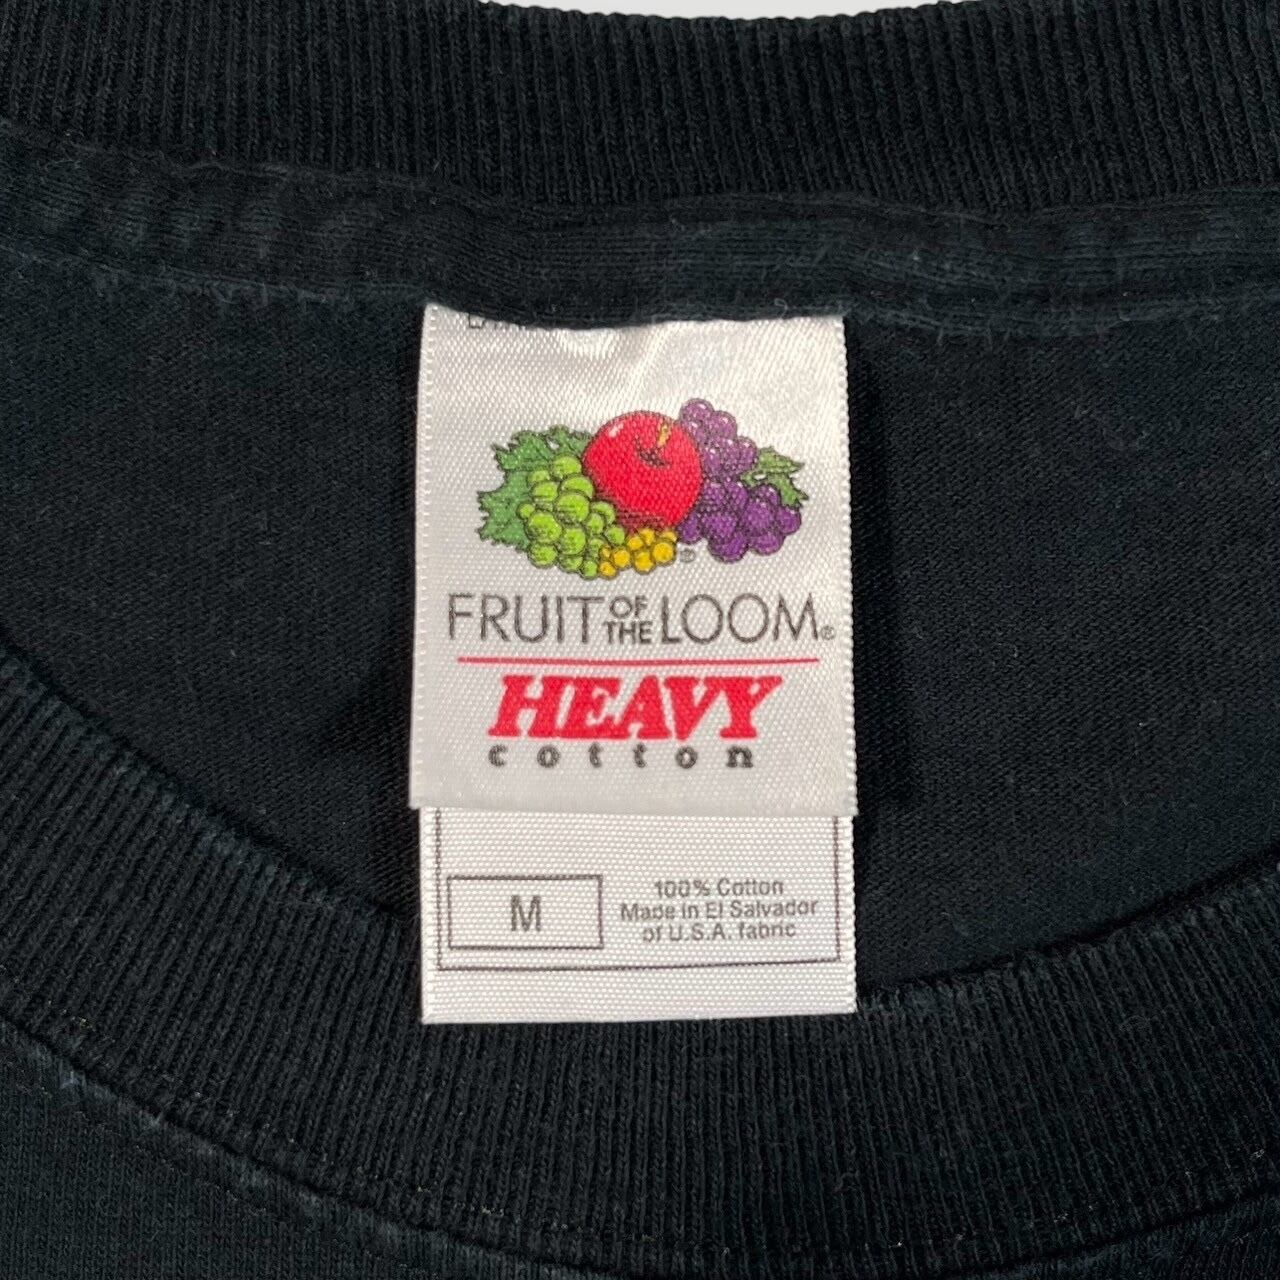 FRUIT OF THE LOOM®
HEAVY
cotton
M
100% Cotton
Made in El Salvador
of U.S.A. fabric